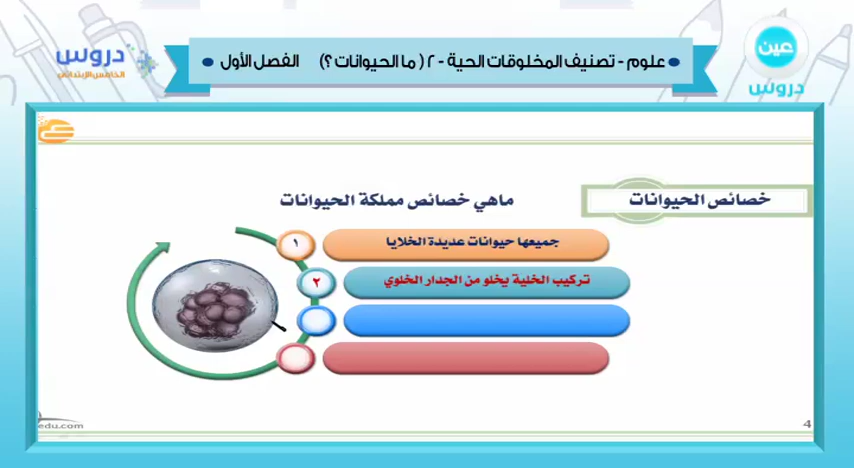 عين
دروس
علوم - تصنيف المخلوقات الحية - ٢ ( ما الحيوانات ؟) الفصل الأول
دروس
الخامس الإبتدائي
خصائص الحيوانات
ماهي خصائص مملكة الحيوانات
١ جميعها حيوانات عديدة الخلايا
٢ تركيب الخلية يخلو من الجدار الخلوي
edu.com
4